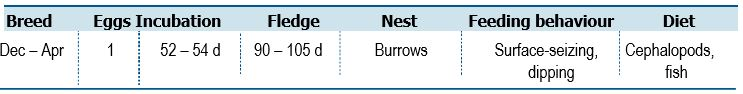 Breed Eggs Incubation Fledge Nest Feeding behaviour Diet
Dec – Apr 1 52 – 54 d 90 – 105 d Burrows Surface-seizing, Cephalopods,
dipping fish